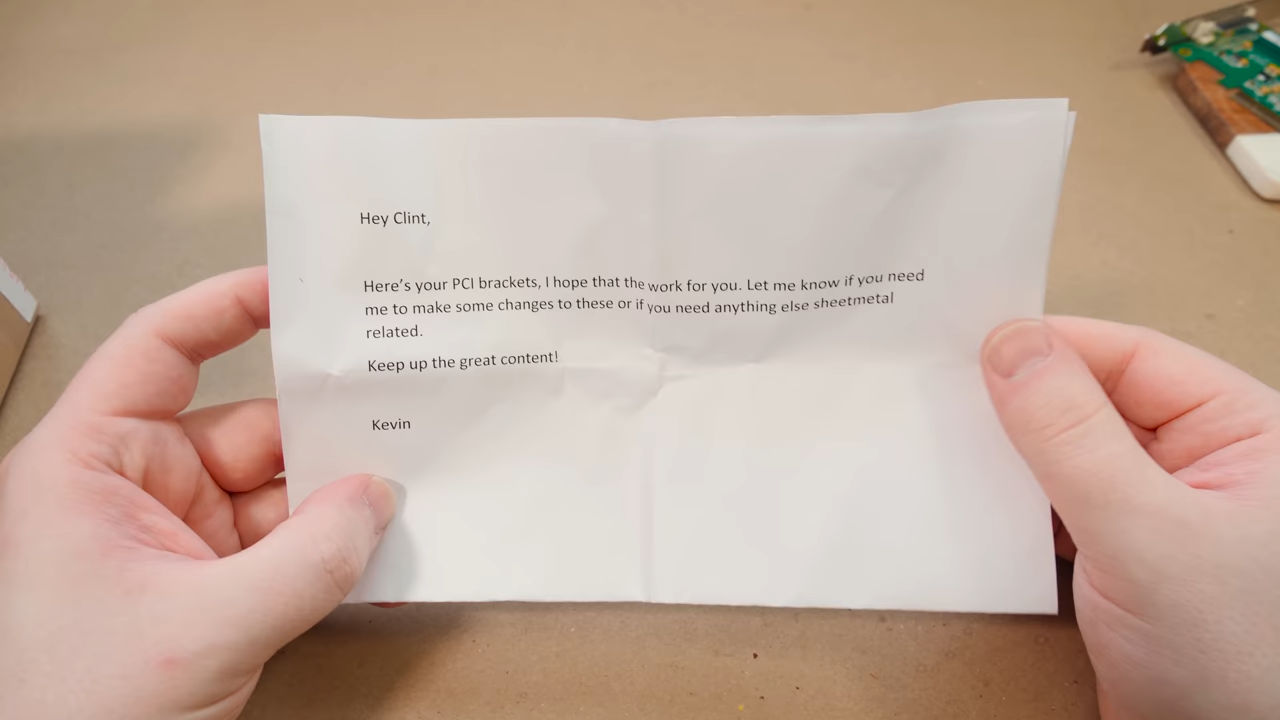 Hey Clint,
Here's your PCI brackets, I hope that the work for you. Let me know if you need
me to make some changes to these or if you need anything else sheetmetal
related.
Keep up the great content!
Kevin